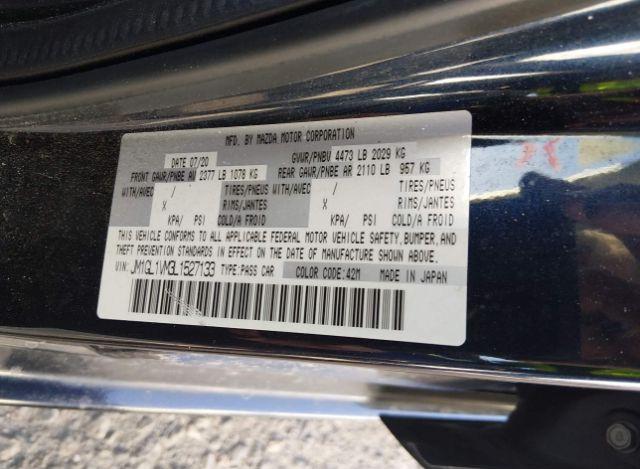 MFD. BY MAZDA MOTOR CORPORATION
DATE 07/20 GVWR/PNBV 4473 LB 2029 KG
FRONT GAWR/PNBE AV 2377 LB 1078 KG REAR GAWR/PNBE AR 2110 LB 957 KG
WITH/AVEC / TIRES/PNEUS WITH/AVEC / TIRES/PNEUS
X RIMS/JANTES X RIMS/JANTES
KPA/ PSI COLD/A FROID KPA/ PSI COLD/A FROID
THIS VEHICLE CONFORMS TO ALL APPLICABLE FEDERAL MOTOR VEHICLE SAFETY, BUMPER, AND
THEFT PREVENTION STANDARDS IN EFFECT ON THE DATE OF MANUFACTURE SHOWN ABOVE.
VIN: JM1GL1VM3L1527133 TYPE:PASS CAR COLOR CODE:42M MADE IN JAPAN